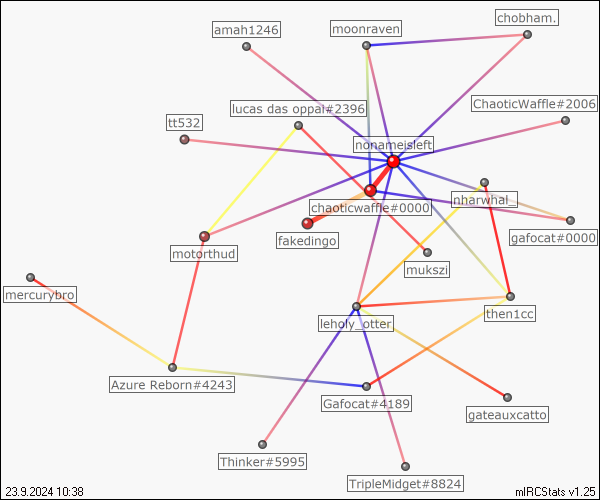 chobham.
amah1246
moonraven
ChaoticWaffle#2006
lucas das oppai#2396
tt532
nonameisleft
nharwhal_
chaoticwaffle#0000
gafocat#0000
fakedingo
motorthud
mukszi
mercurybro
then1cc
leholy_otter
Azure Reborn#4243
Gafocat#4189
gateauxcatto
Thinker#5995
TripleMidget#8824
23.9.2024 10:38
mIRCStats v1.25